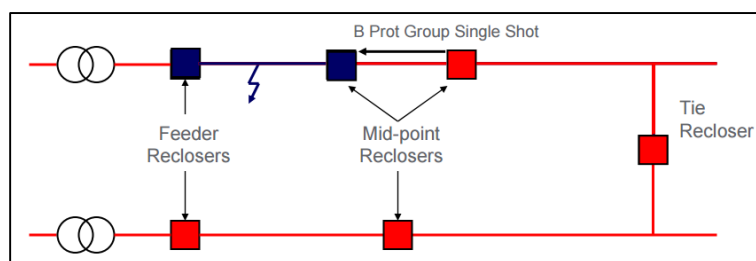 B Prot Group Single Shot
Feeder
Reclosers
Mid-point
Reclosers
Tie
Recloser